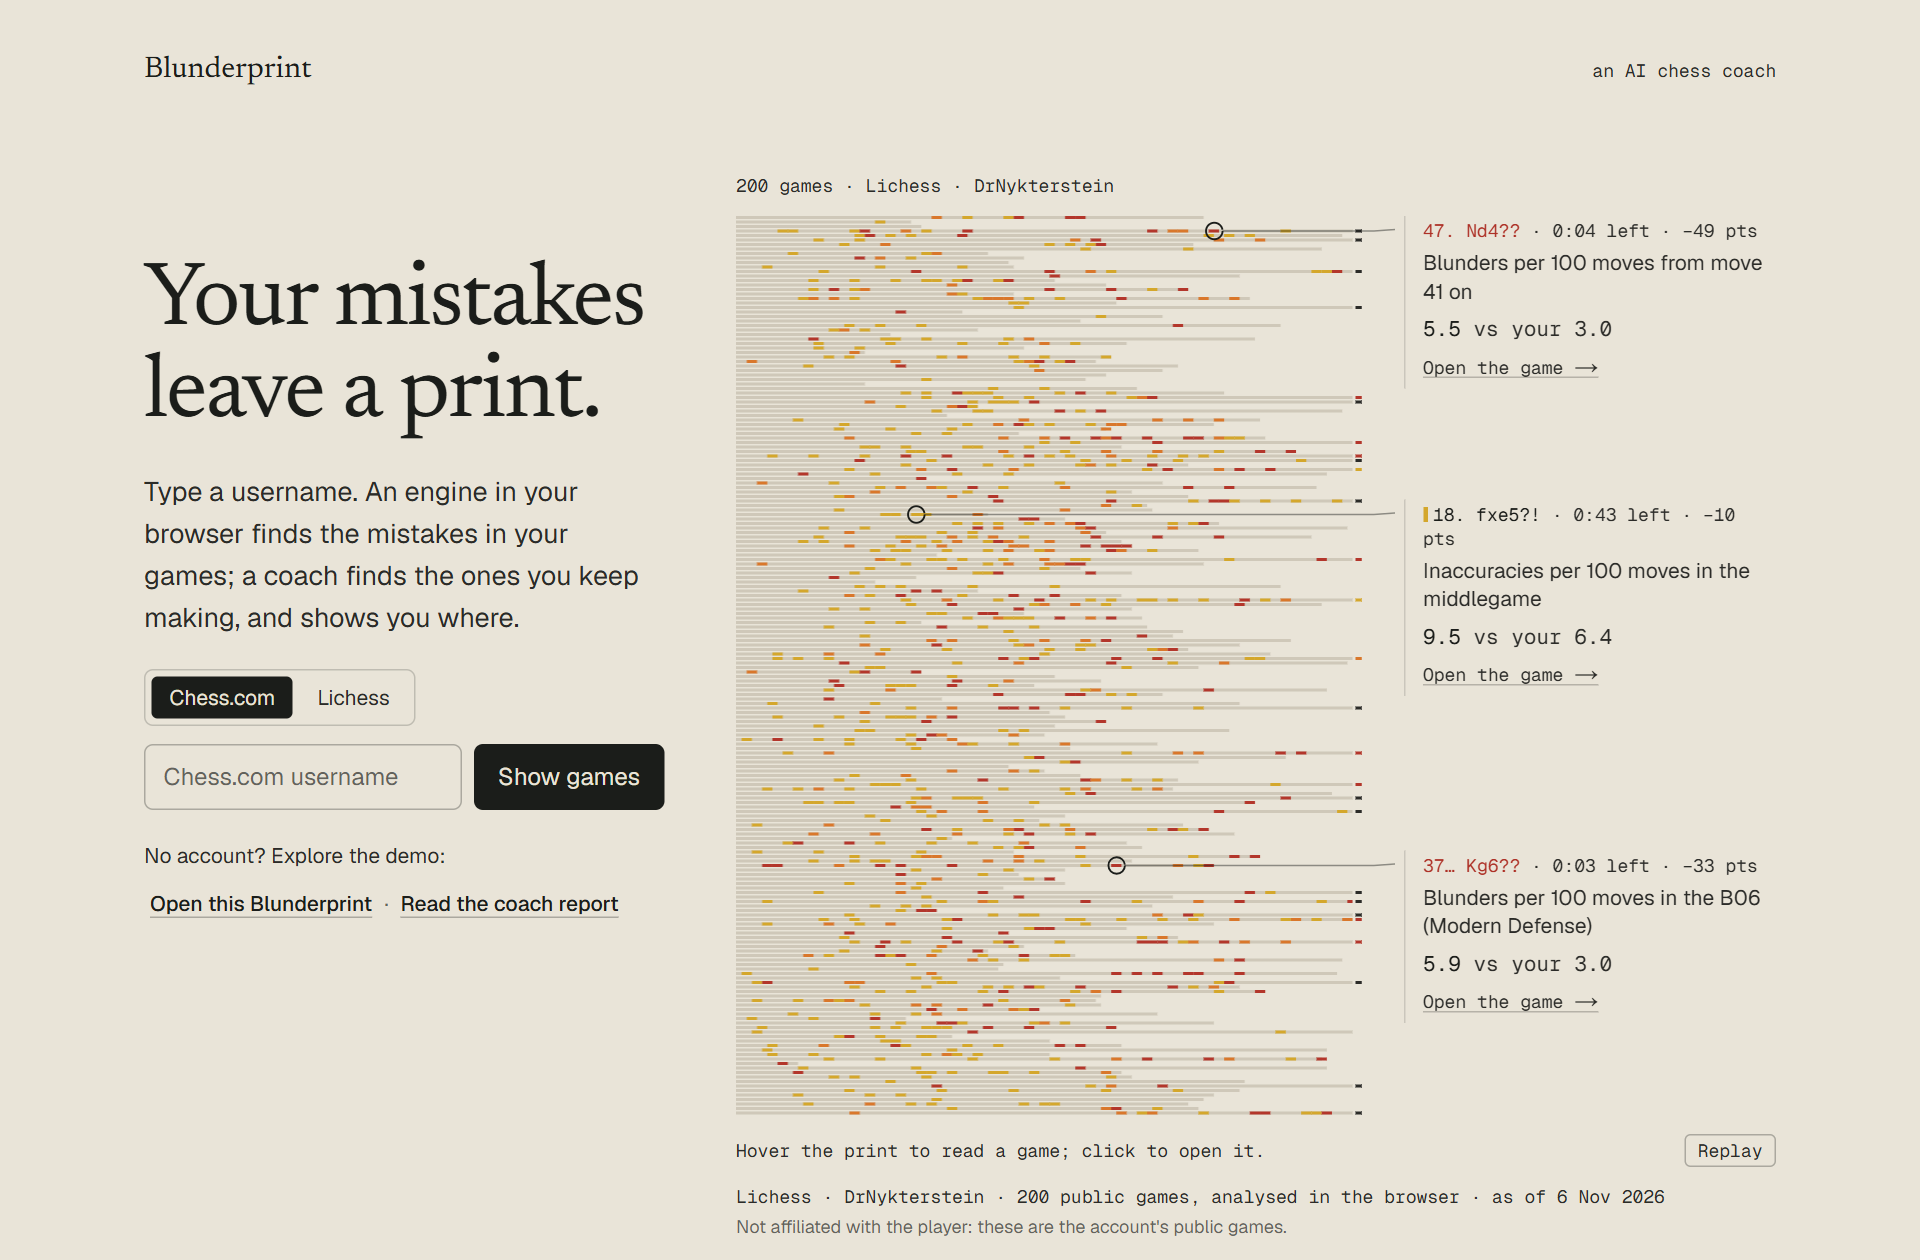 Blunderprint
an AI chess coach
Your mistakes
leave a print.
Type a username. An engine in your
browser finds the mistakes in your
games; a coach finds the ones you keep
making, and shows you where.
Chess.com
Lichess
Chess.com username
Show games
No account? Explore the demo:
Open this Blunderprint · Read the coach report
200 games · Lichess · DrNykterstein
47. Nd4?? · 0:04 left · −49 pts
Blunders per 100 moves from move
41 on
5.5 vs your 3.0
Open the game →
18. fxe5?! · 0:43 left · −10
pts
Inaccuracies per 100 moves in the
middlegame
9.5 vs your 6.4
Open the game →
37… Kg6?? · 0:03 left · −33 pts
Blunders per 100 moves in the B06
(Modern Defense)
5.9 vs your 3.0
Open the game →
Hover the print to read a game; click to open it.
Replay
Lichess · DrNykterstein · 200 public games, analysed in the browser · as of 6 Nov 2026
Not affiliated with the player: these are the account's public games.